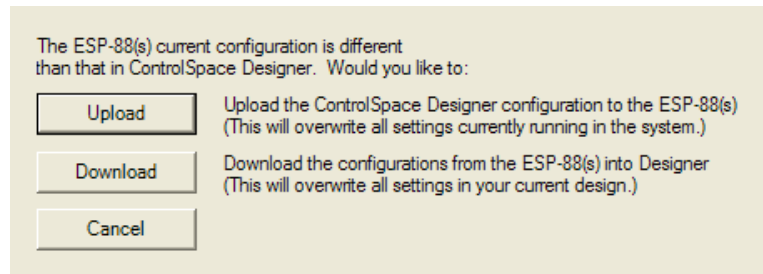 The ESP-88(s) current configuration is different
than that in ControlSpace Designer. Would you like to:
Upload
Upload the ControlSpace Designer configuration to the ESP-88(s)
(This will overwrite all settings currently running in the system.)
Download
Download the configurations from the ESP-88(s) into Designer
(This will overwrite all settings in your current design.)
Cancel